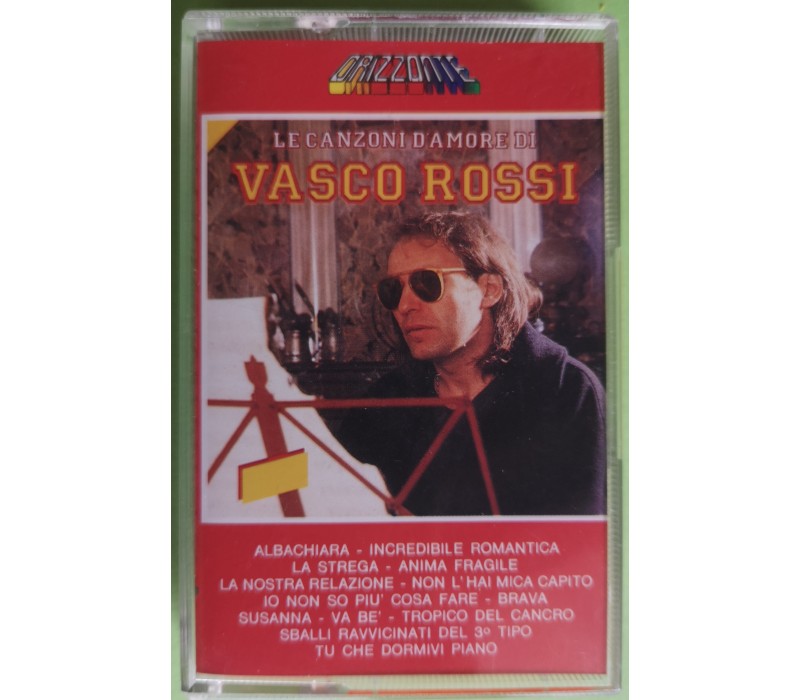 ORIZZONTE
LE CANZONI D'AMORE DI
VASCO ROSSI
ALBACHIARA - INCREDIBILE ROMANTICA
LA STREGA - ANIMA FRAGILE
LA NOSTRA RELAZIONE - NON L'HAI MICA CAPITO
IO NON SO PIU' COSA FARE - BRAVA
SUSANNA - VA BE' - TROPICO DEL CANCRO
SBALLI RAVVICINATI DEL 3º TIPO
TU CHE DORMIVI PIANO